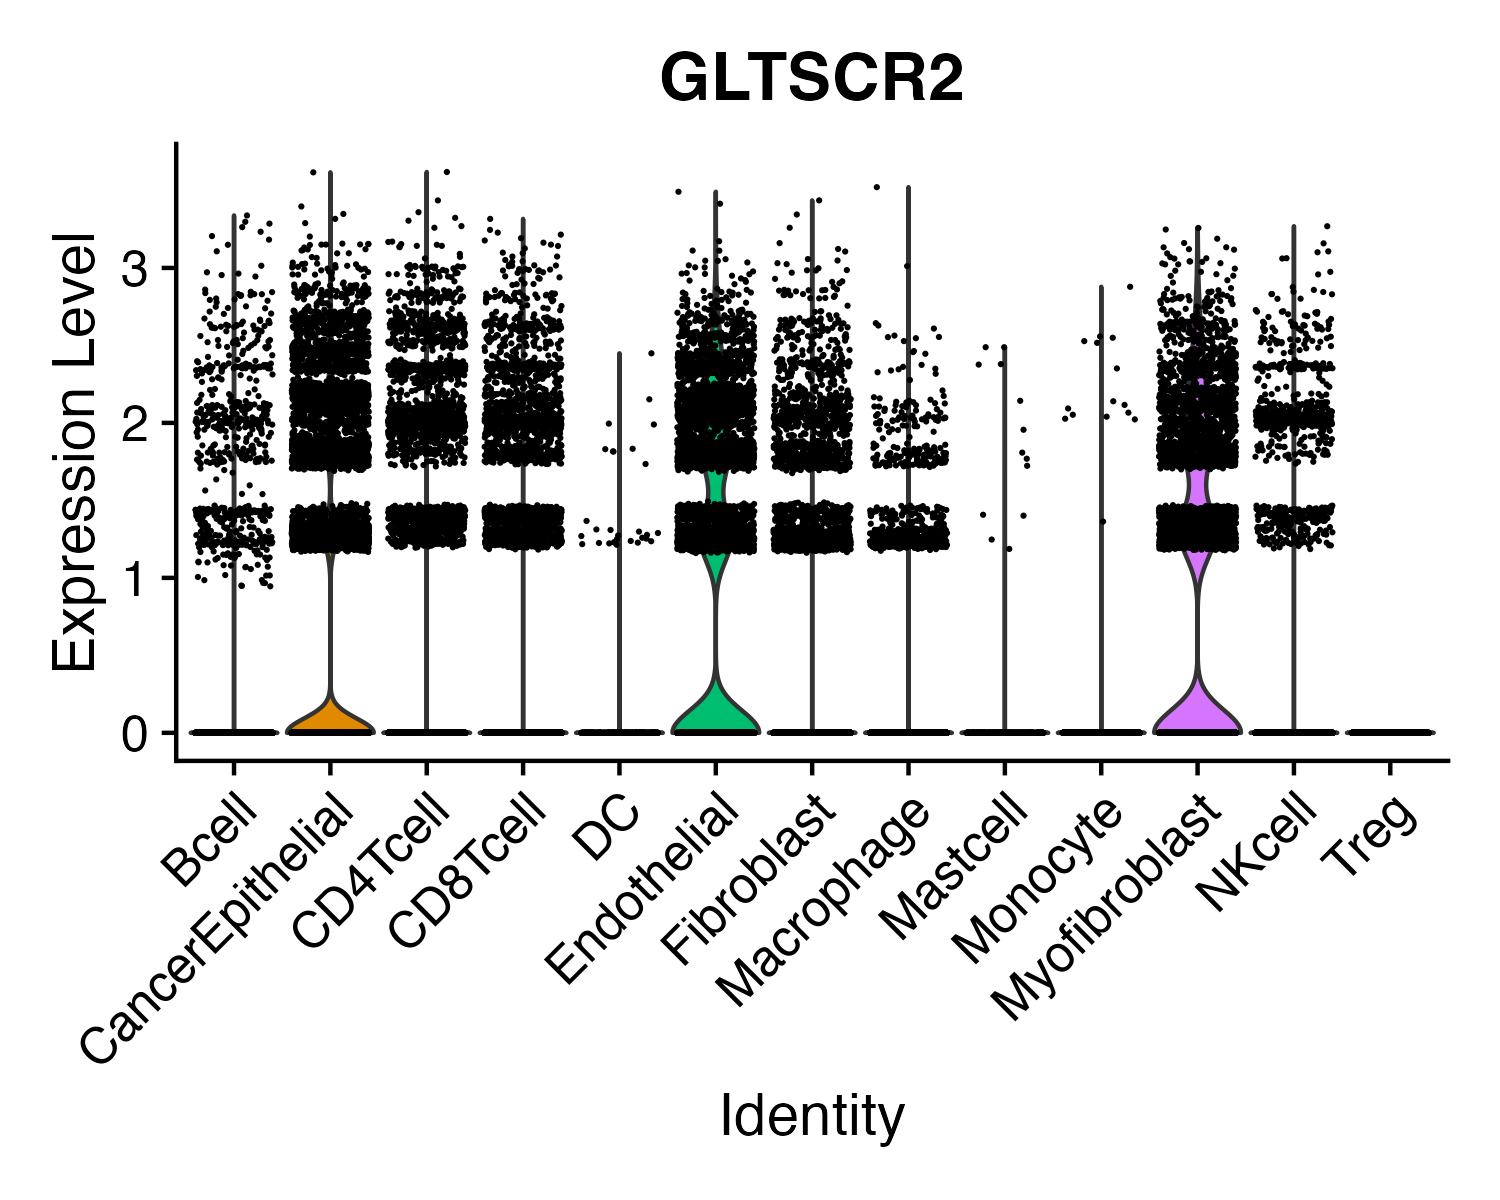 GLTSCR2
Expression Level
3
2
1
0
Bcell
CancerEpithelial
CD4Tcell
CD8Tcell
DC
Endothelial
Fibroblast
Macrophage
Mastcell
Monocyte
Myofibroblast
NKcell
Treg
Identity